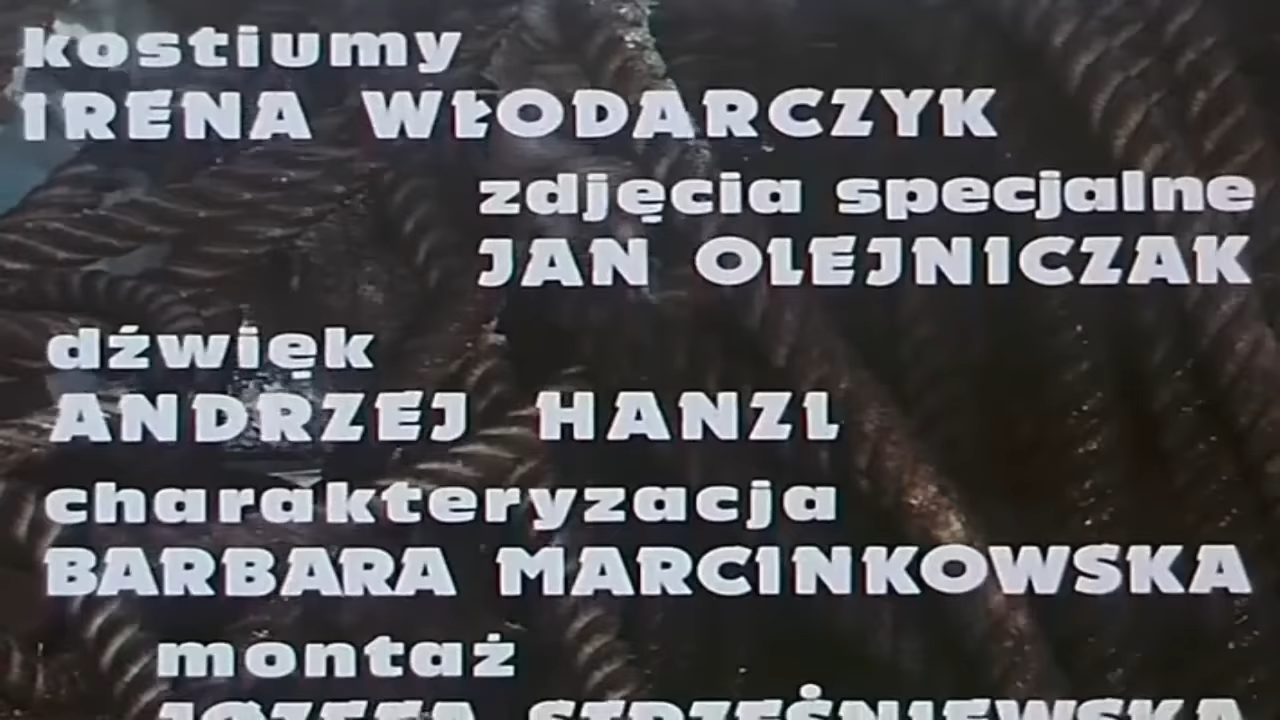 kostiumy
IRENA WŁODARCZYK
zdjęcia specjalne
JAN OLEJNICZAK
dźwięk
ANDRZEJ HANZL
charakteryzacja
BARBARA MARCINKOWSKA
montaż